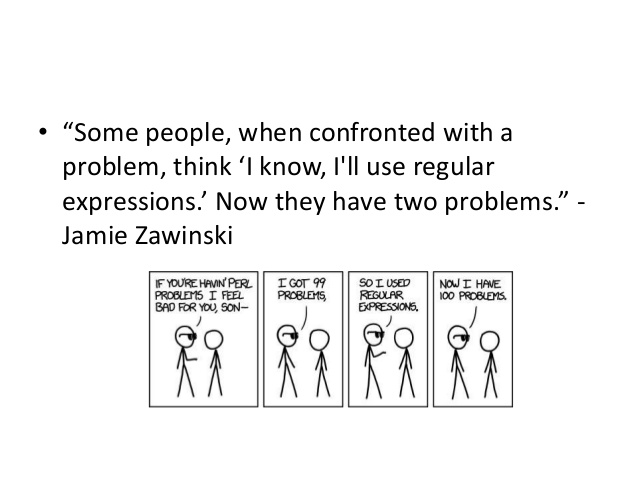 • “Some people, when confronted with a
problem, think ‘I know, I'll use regular
expressions.’ Now they have two problems.” -
Jamie Zawinski
IF YOU'RE HAVIN' PERL
PROBLEMS I FEEL
BAD FOR YOU, SON—
I GOT 99
PROBLEMS,
SO I USED
REGULAR
EXPRESSIONS.
NOW I HAVE
100 PROBLEMS.